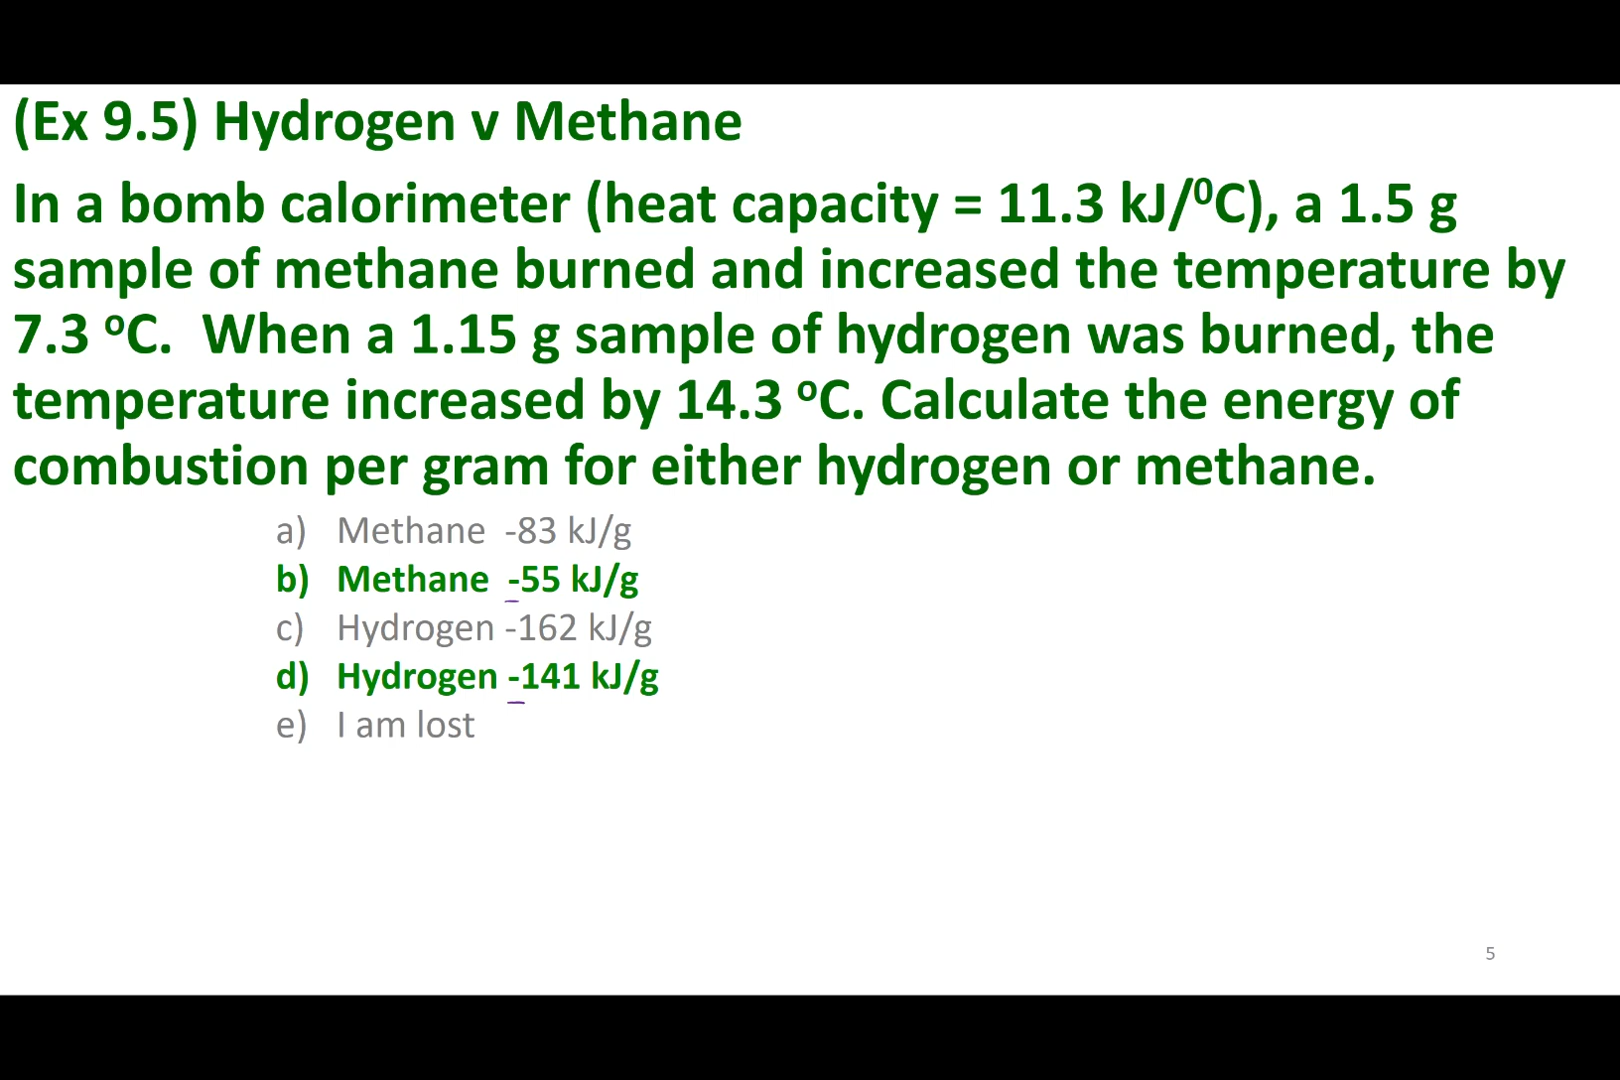 (Ex 9.5) Hydrogen v Methane
In a bomb calorimeter (heat capacity = 11.3 kJ/⁰C), a 1.5 g
sample of methane burned and increased the temperature by
7.3 ᵒC.  When a 1.15 g sample of hydrogen was burned, the
temperature increased by 14.3 ᵒC. Calculate the energy of
combustion per gram for either hydrogen or methane.
a) Methane -83 kJ/g
b) Methane -55 kJ/g
c) Hydrogen -162 kJ/g
d) Hydrogen -141 kJ/g
e) I am lost
5